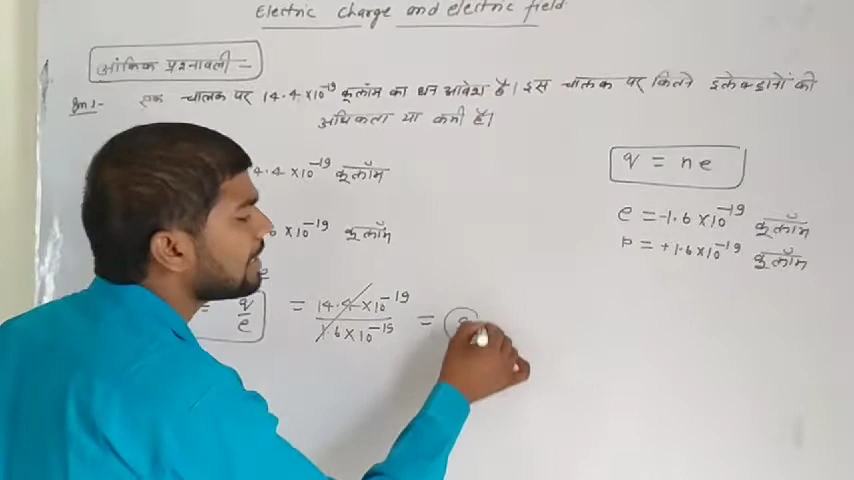 Electric charge and electric field
आंकिक प्रश्नावली -
प्रश्न 1- एक चालक पर 14.4×10⁻¹⁹ कूलॉम का धन आवेश है। इस चालक पर कितने इलेक्ट्रानों की
अधिकता या कमी है।
4.4 ×10⁻¹⁹ कूलॉम
6 ×10⁻¹⁹ कूलॉम
q = ne
e = -1.6×10⁻¹⁹ कूलॉम
P = +1.6×10⁻¹⁹ कूलॉम
= q/e = 14.4×10⁻¹⁹ / 1.6×10⁻¹⁹ =